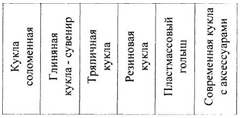 Кукла
соломенная
Глиняная
кукла - сувенир
Тряпичная
кукла
Резиновая
кукла
Пластмассовый
голыш
Современная кукла
с аксессуарами